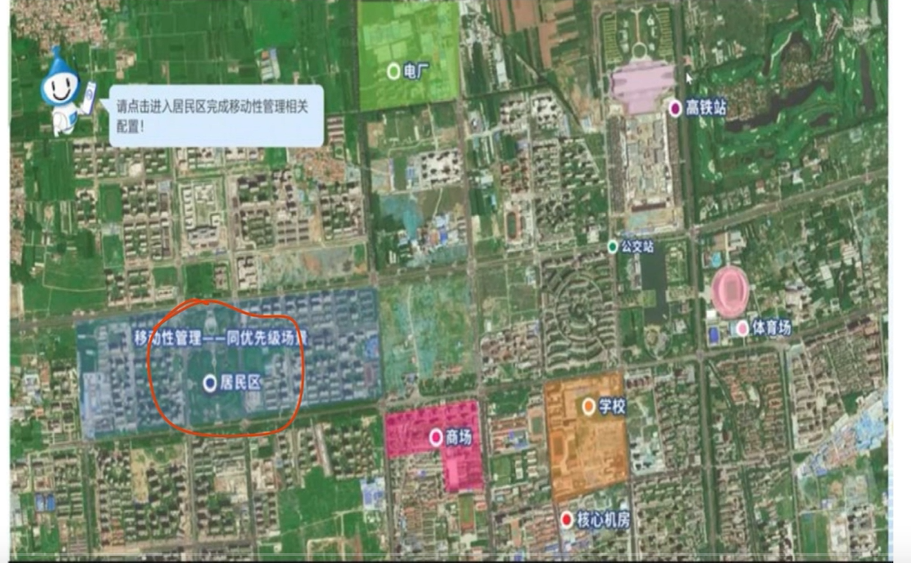 电厂
请点击进入居民区完成移动性管理相关
配置！
高铁站
公交站
体育场
移动性管理——同优先级场景
居民区
学校
商场
核心机房